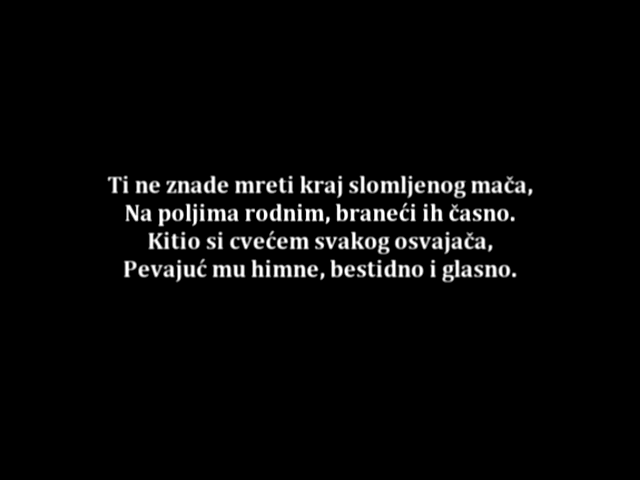 Ti ne znade mreti kraj slomljenog mača,
Na poljima rodnim, braneći ih časno.
Kitio si cvećem svakog osvajača,
Pevajuć mu himne, bestidno i glasno.